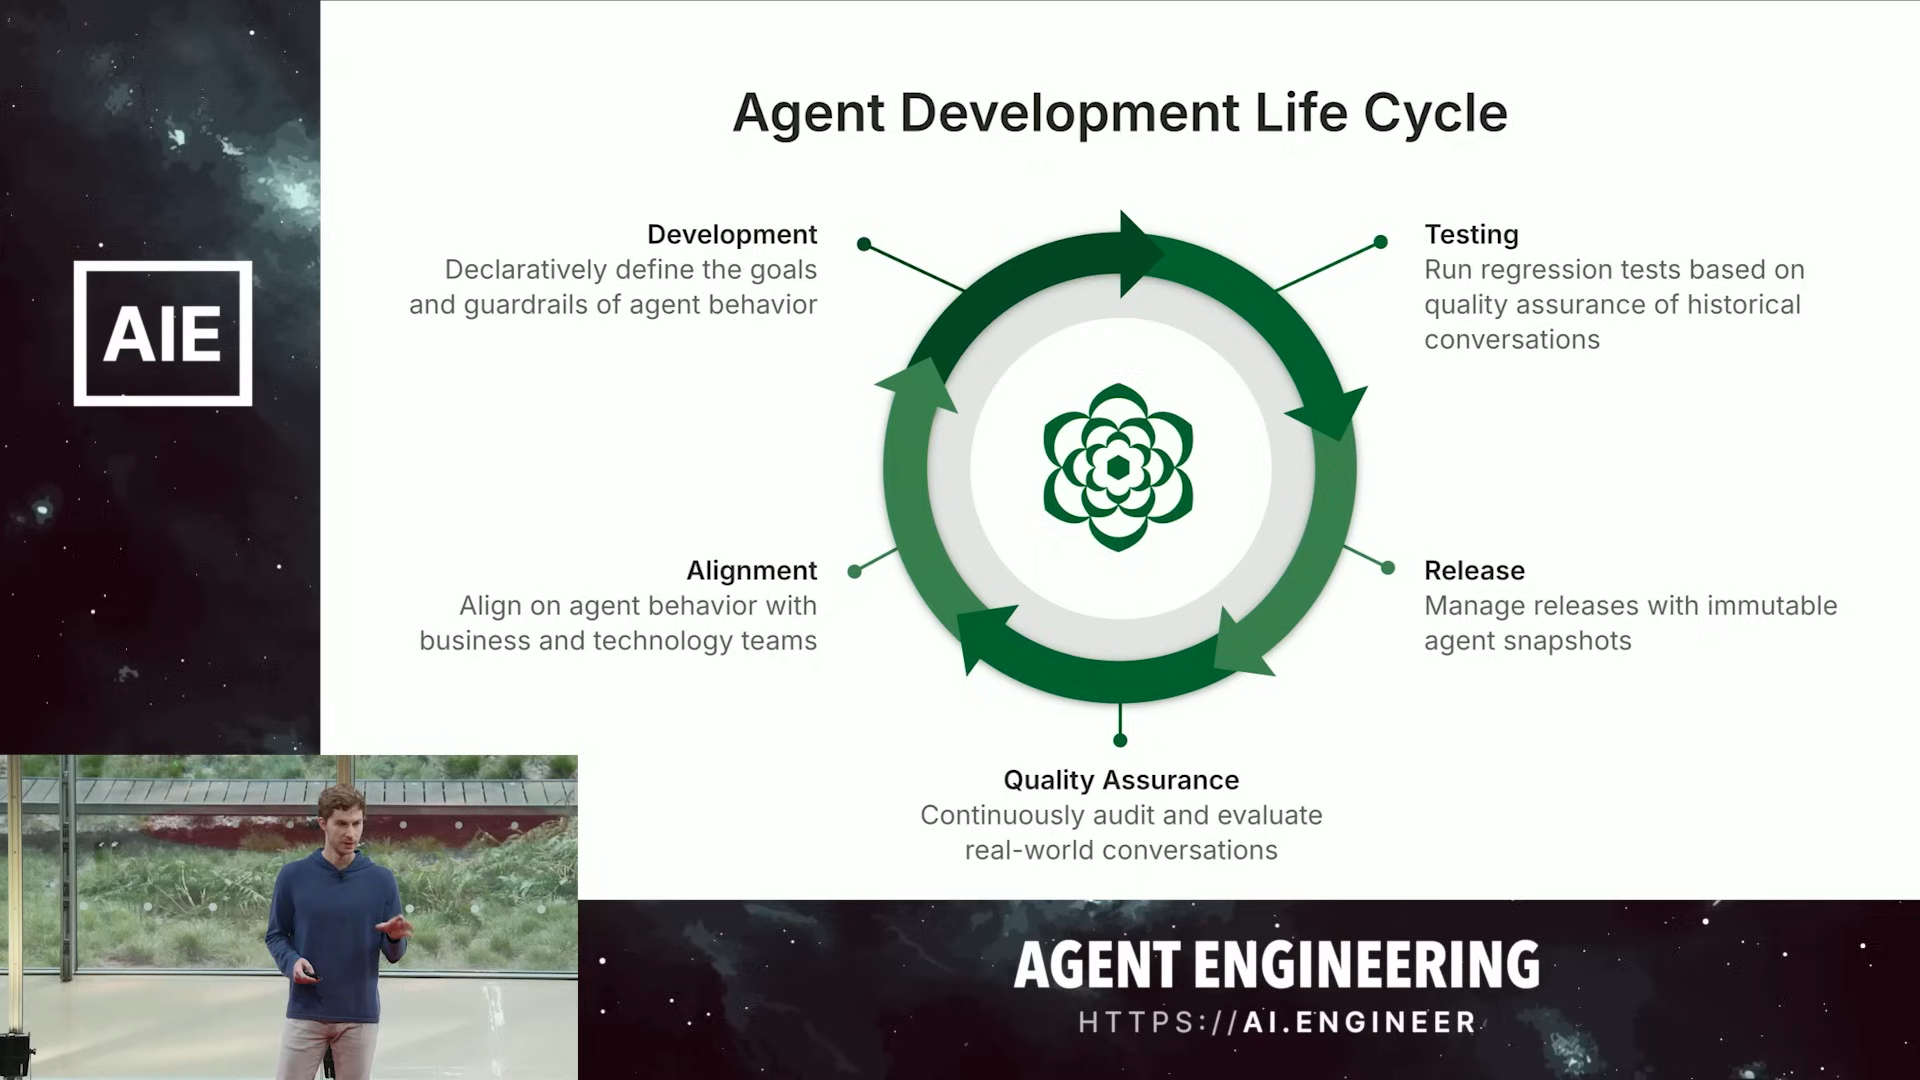 Agent Development Life Cycle
Development
Declaratively define the goals
and guardrails of agent behavior
Testing
Run regression tests based on
quality assurance of historical
conversations
AIE
Alignment
Align on agent behavior with
business and technology teams
Release
Manage releases with immutable
agent snapshots
Quality Assurance
Continuously audit and evaluate
real-world conversations
AGENT ENGINEERING
HTTPS://AI.ENGINEER